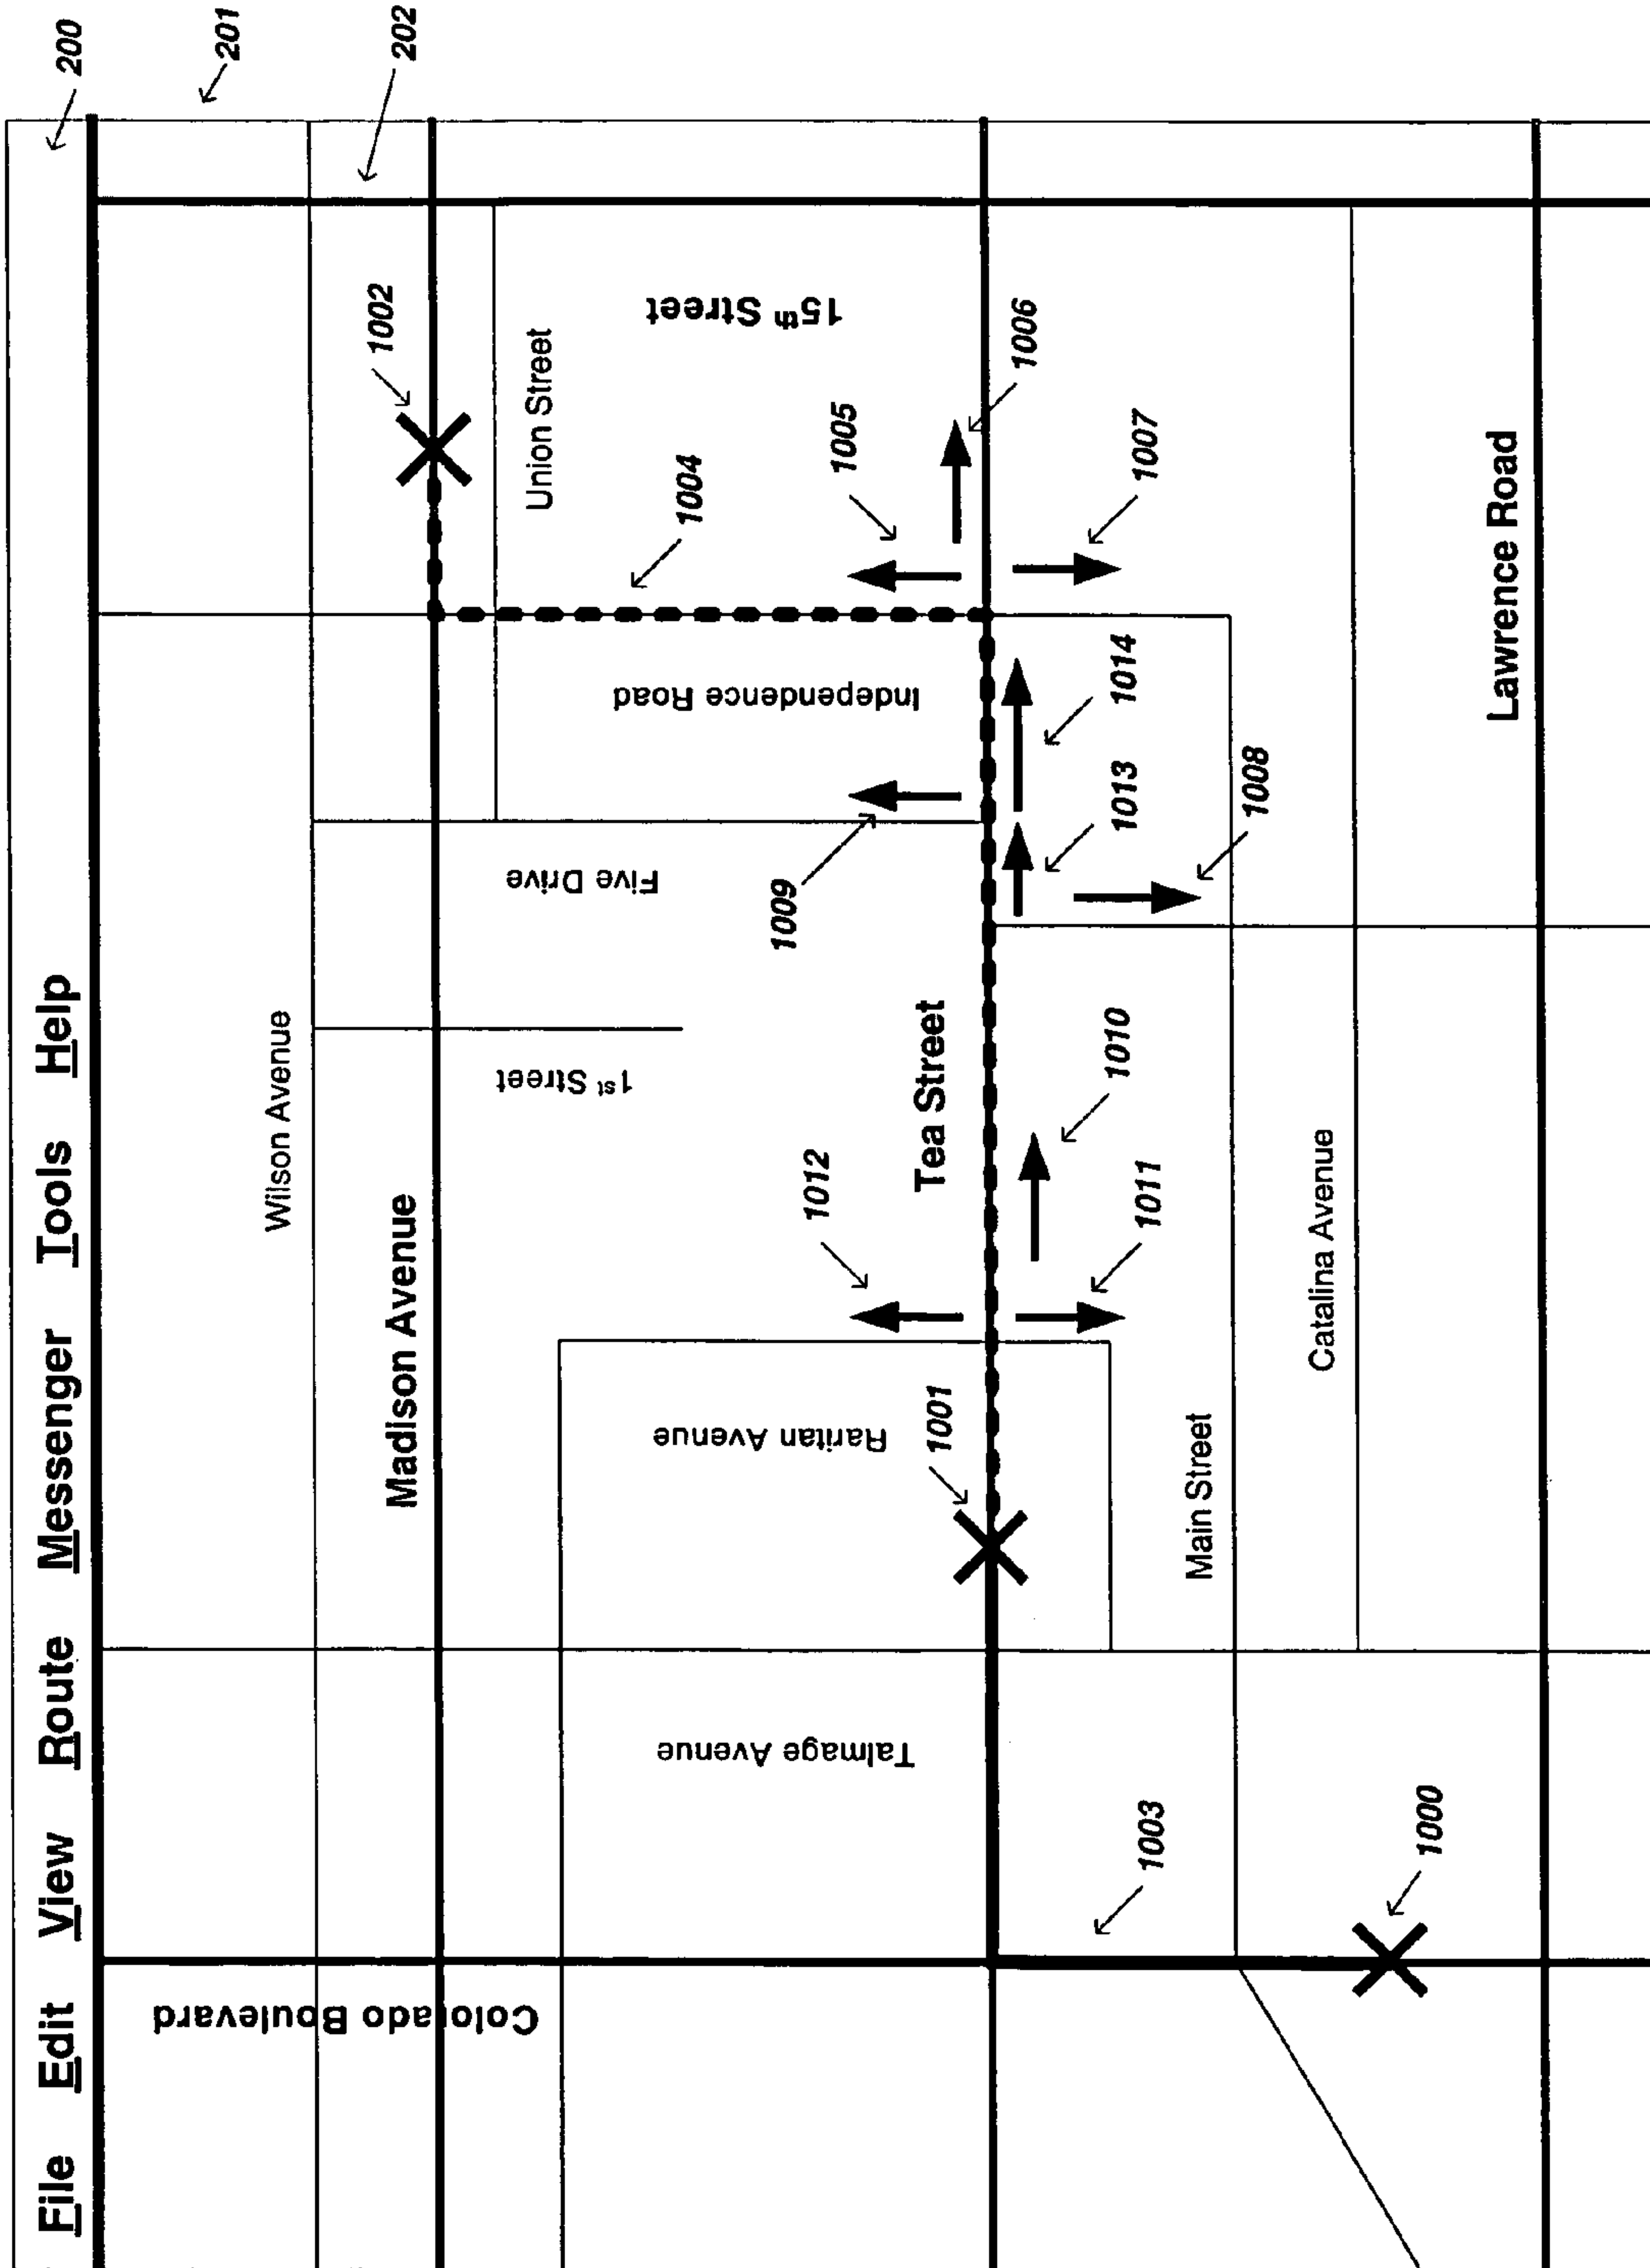 File Edit View Route Messenger Tools Help
200
201
202
Wilson Avenue
Madison Avenue
1002
Union Street
Colorado Boulevard
1st Street
Five Drive
Independence Road
15th Street
1004
Talmage Avenue
Raritan Avenue
1012
1009
1005
1001
Tea Street
1006
1003
1011
1010
1013
1014
1007
Main Street
1008
Catalina Avenue
1000
Lawrence Road